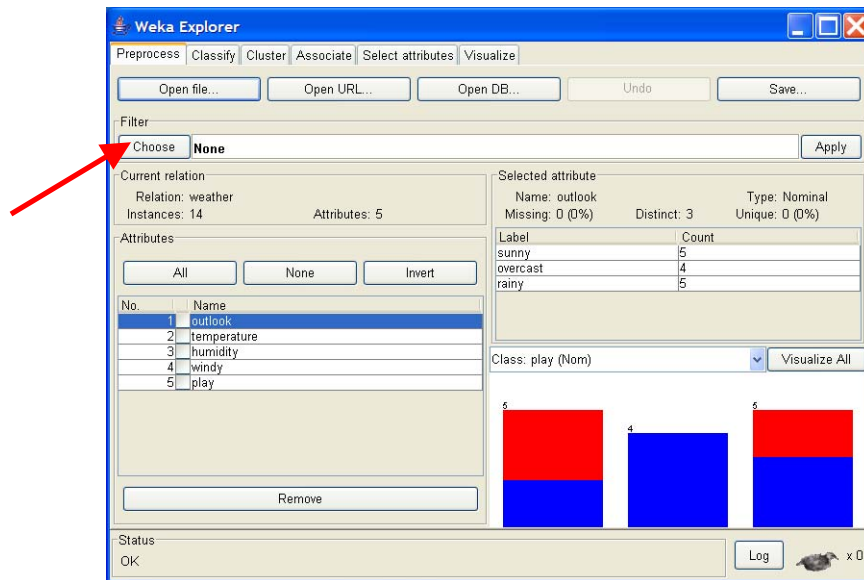 Weka Explorer
Preprocess Classify Cluster Associate Select attributes Visualize
Open file... Open URL... Open DB... Undo Save...
Filter
Choose None Apply
Current relation
Relation: weather
Instances: 14 Attributes: 5
Selected attribute
Name: outlook Type: Nominal
Missing: 0 (0%) Distinct: 3 Unique: 0 (0%)
Attributes
All None Invert
No. Name
1 outlook
2 temperature
3 humidity
4 windy
5 play
Remove
Label Count
sunny 5
overcast 4
rainy 5
Class: play (Nom) Visualize All
5 4 5
Status
OK
Log x 0